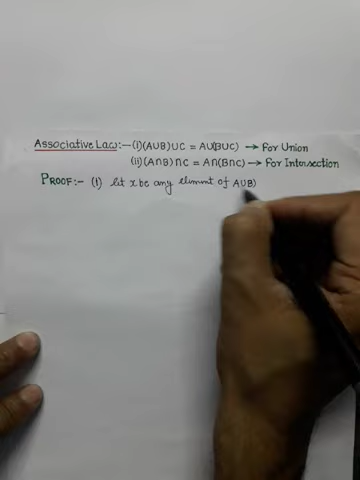 Associative Law:- (i) (AUB)UC = AU(BUC) → For Union
(ii) (A∩B)∩C = A∩(B∩C) → For Intersection
PROOF:- (i) let x be any element of AUB)